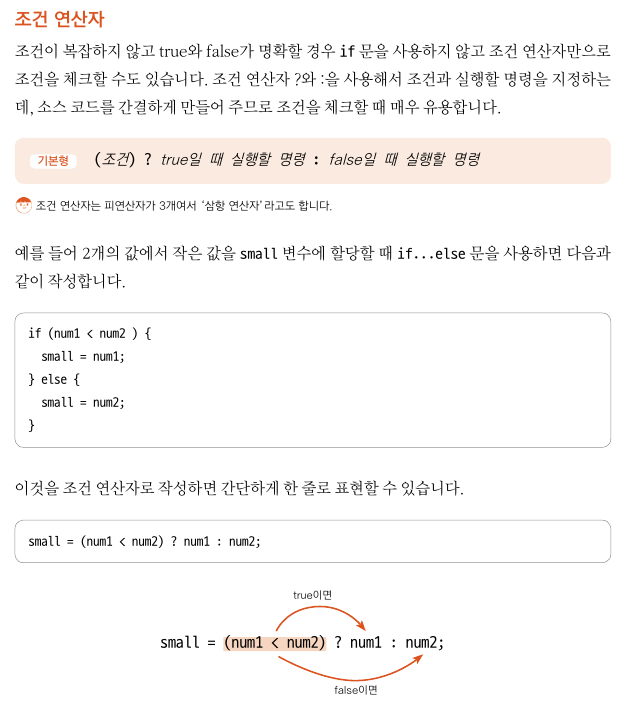 조건 연산자
조건이 복잡하지 않고 true와 false가 명확할 경우 if 문을 사용하지 않고 조건 연산자만으로
조건을 체크할 수도 있습니다. 조건 연산자 ?와 :을 사용해서 조건과 실행할 명령을 지정하는
데, 소스 코드를 간결하게 만들어 주므로 조건을 체크할 때 매우 유용합니다.
기본형 (조건) ? true일 때 실행할 명령 : false일 때 실행할 명령
조건 연산자는 피연산자가 3개여서 ‘삼항 연산자’라고도 합니다.
예를 들어 2개의 값에서 작은 값을 small 변수에 할당할 때 if...else 문을 사용하면 다음과
같이 작성합니다.
if (num1 < num2 ) {
  small = num1;
} else {
  small = num2;
}
이것을 조건 연산자로 작성하면 간단하게 한 줄로 표현할 수 있습니다.
small = (num1 < num2) ? num1 : num2;
true이면
small = (num1 < num2) ? num1 : num2;
false이면